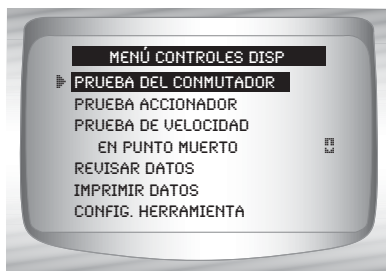 MENÚ CONTROLES DISP
PRUEBA DEL CONMUTADOR
PRUEBA ACCIONADOR
PRUEBA DE VELOCIDAD
EN PUNTO MUERTO
REVISAR DATOS
IMPRIMIR DATOS
CONFIG. HERRAMIENTA